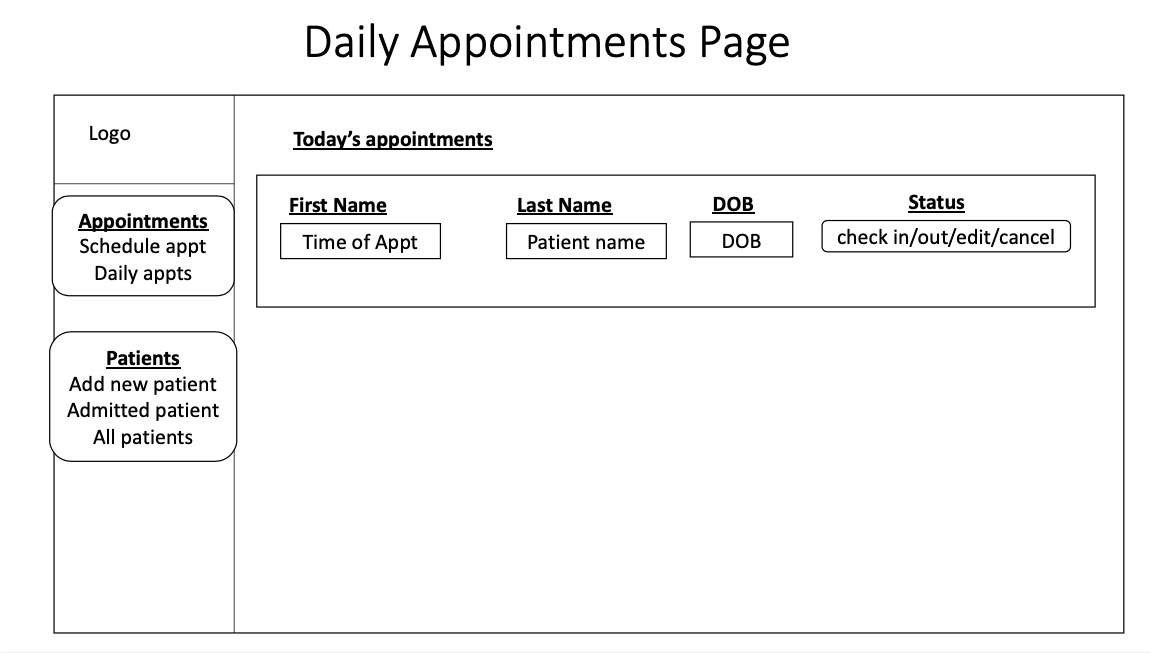 Daily Appointments Page
Logo
Appointments
Schedule appt
Daily appts
Patients
Add new patient
Admitted patient
All patients
Today’s appointments
First Name Last Name DOB Status
Time of Appt Patient name DOB check in/out/edit/cancel